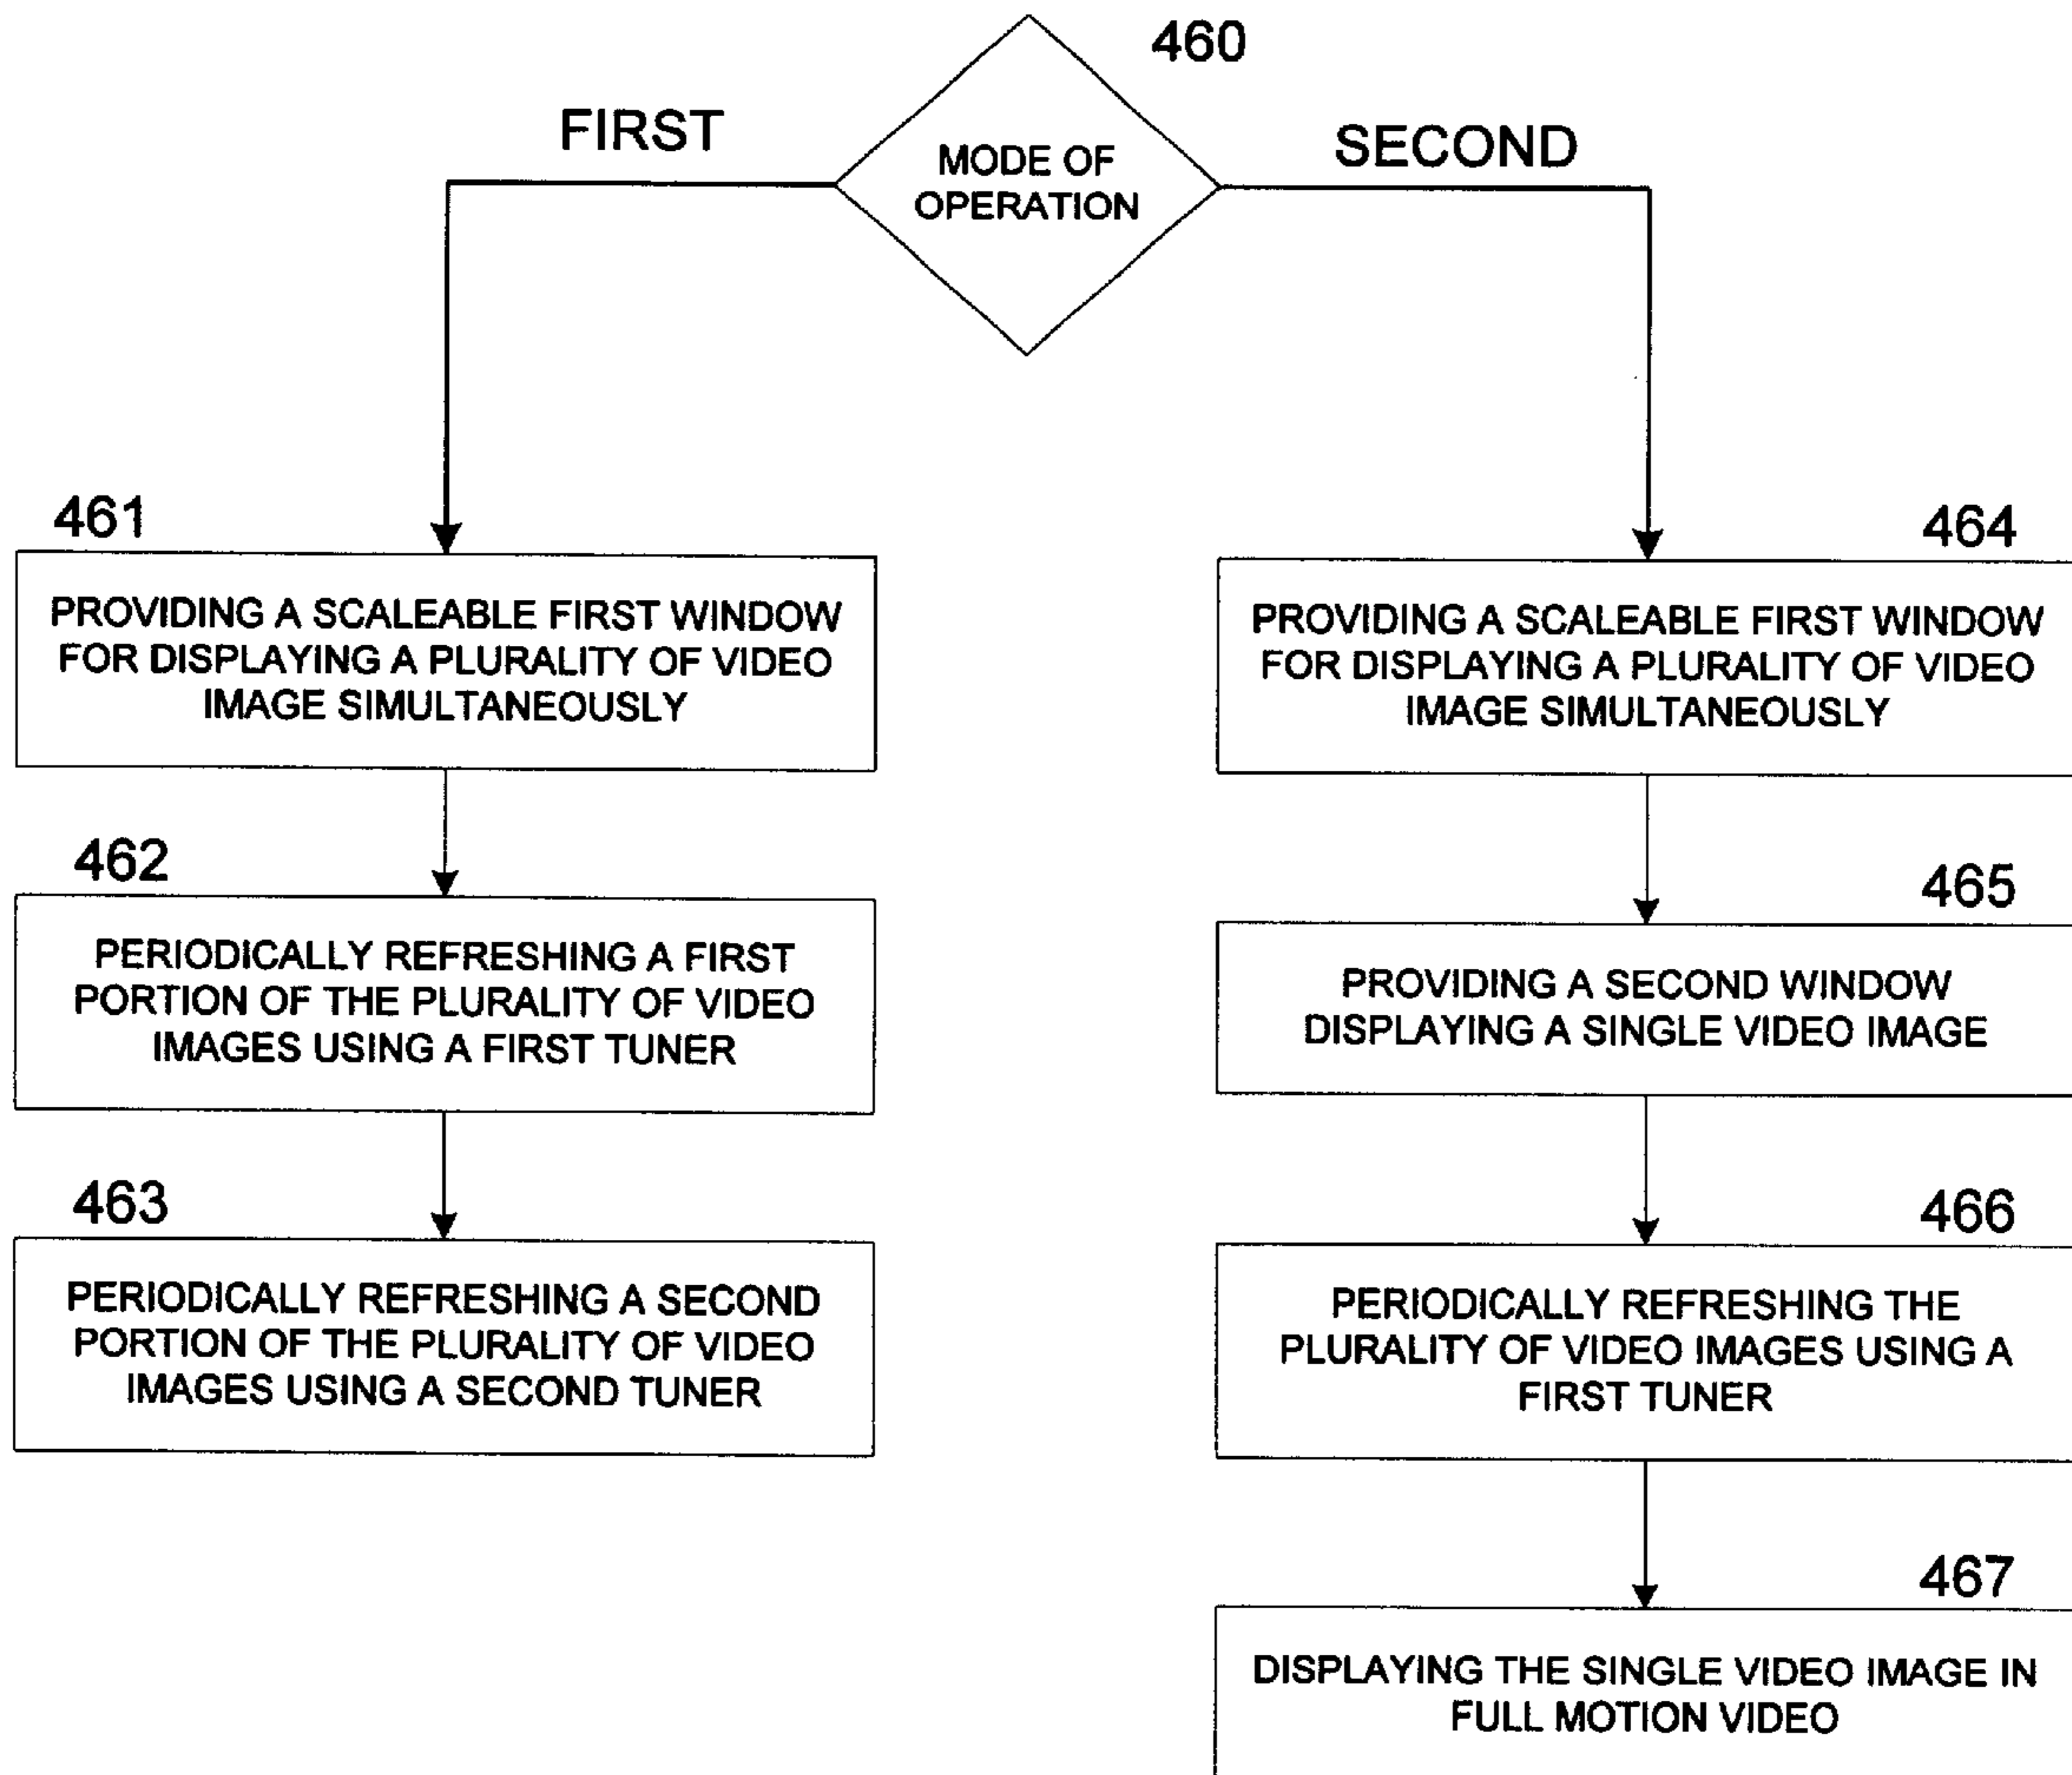 460
FIRST
SECOND
MODE OF
OPERATION
461
PROVIDING A SCALEABLE FIRST WINDOW
FOR DISPLAYING A PLURALITY OF VIDEO
IMAGE SIMULTANEOUSLY
462
PERIODICALLY REFRESHING A FIRST
PORTION OF THE PLURALITY OF VIDEO
IMAGES USING A FIRST TUNER
463
PERIODICALLY REFRESHING A SECOND
PORTION OF THE PLURALITY OF VIDEO
IMAGES USING A SECOND TUNER
464
PROVIDING A SCALEABLE FIRST WINDOW
FOR DISPLAYING A PLURALITY OF VIDEO
IMAGE SIMULTANEOUSLY
465
PROVIDING A SECOND WINDOW
DISPLAYING A SINGLE VIDEO IMAGE
466
PERIODICALLY REFRESHING THE
PLURALITY OF VIDEO IMAGES USING A
FIRST TUNER
467
DISPLAYING THE SINGLE VIDEO IMAGE IN
FULL MOTION VIDEO